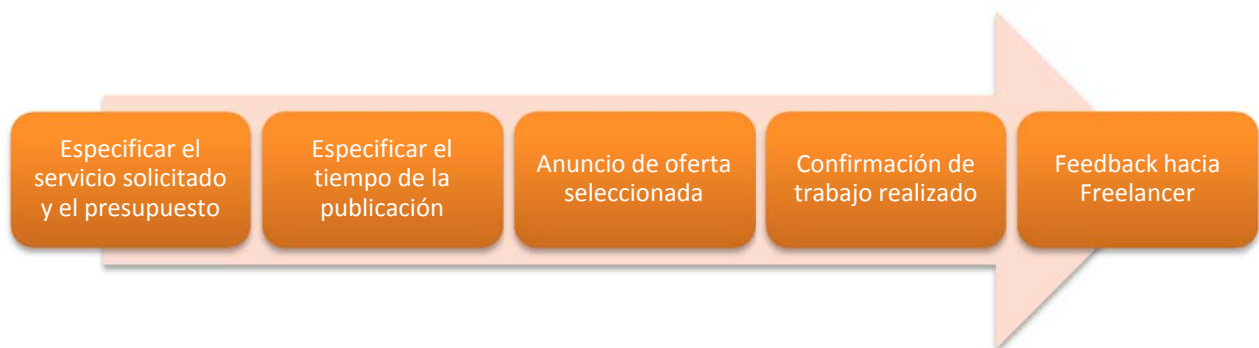 Especificar el
servicio solicitado
y el presupuesto
Especificar el
tiempo de la
publicación
Anuncio de oferta
seleccionada
Confirmación de
trabajo realizado
Feedback hacia
Freelancer